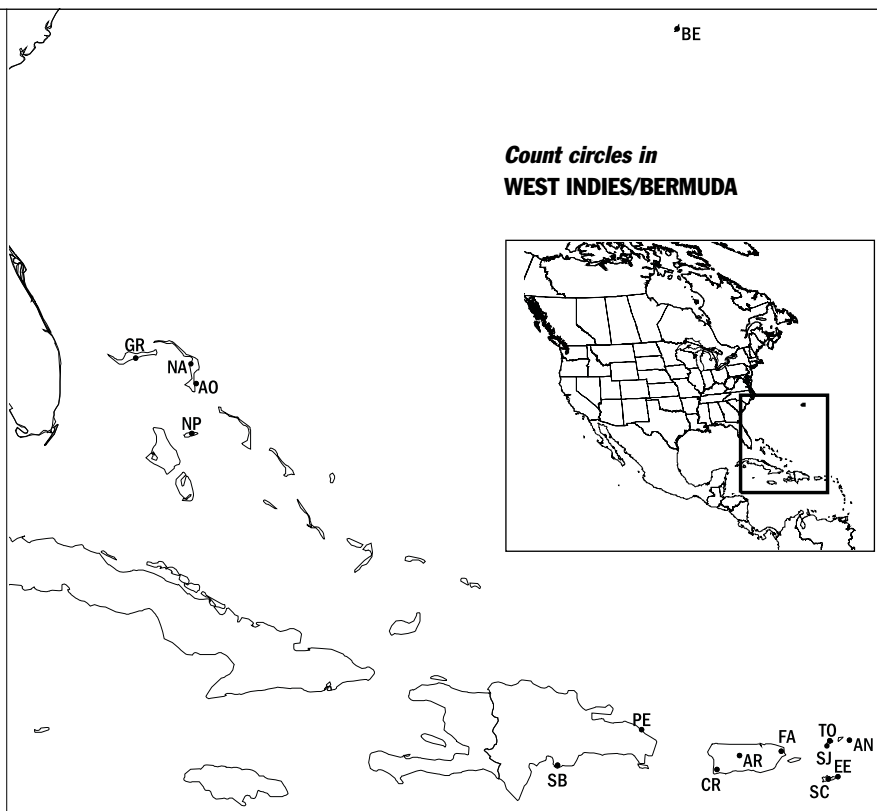 BE
Count circles in
WEST INDIES/BERMUDA
GR
NA
AO
NP
PE
FA
TO
AN
SJ
AR
EE
SB
CR
SC